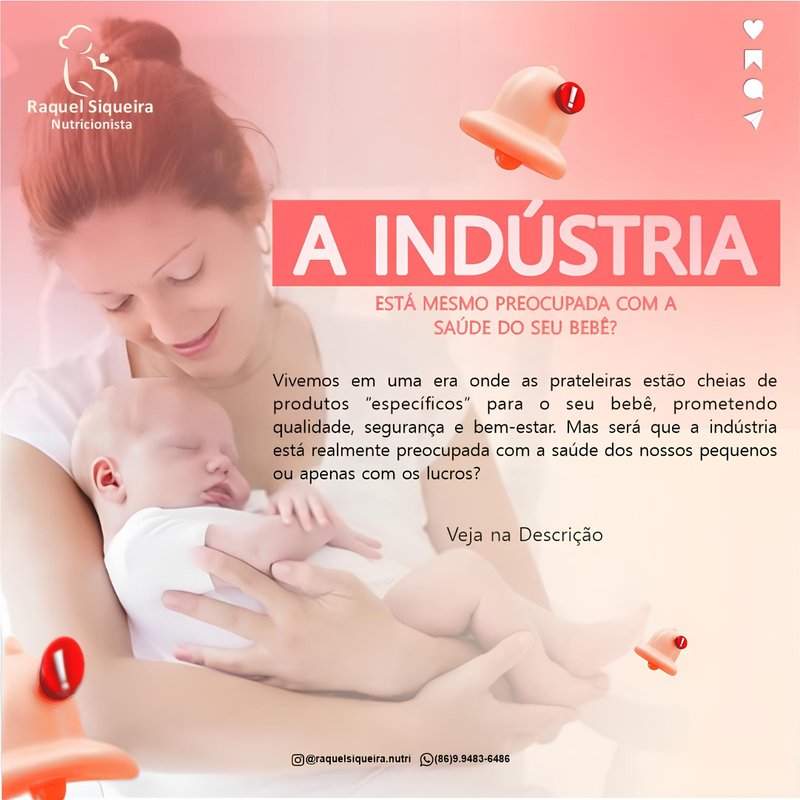 Raquel Siqueira
Nutricionista
A INDÚSTRIA
ESTÁ MESMO PREOCUPADA COM A
SAÚDE DO SEU BEBÊ?
Vivemos em uma era onde as prateleiras estão cheias de
produtos “específicos” para o seu bebê, prometendo
qualidade, segurança e bem-estar. Mas será que a indústria
está realmente preocupada com a saúde dos nossos pequenos
ou apenas com os lucros?
Veja na Descrição
@raquelsiqueira.nutri (86)9.9483-6486